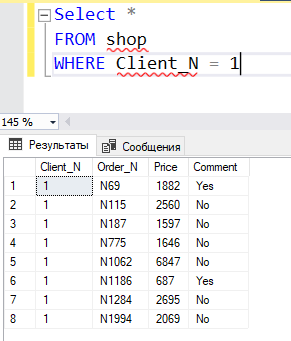 Select *
FROM shop
WHERE Client_N = 1
145 %
Результаты Сообщения
Client_N Order_N Price Comment
1 1 N69 1882 Yes
2 1 N115 2560 No
3 1 N187 1597 No
4 1 N775 1646 No
5 1 N1062 6847 No
6 1 N1186 687 Yes
7 1 N1284 2695 No
8 1 N1994 2069 No